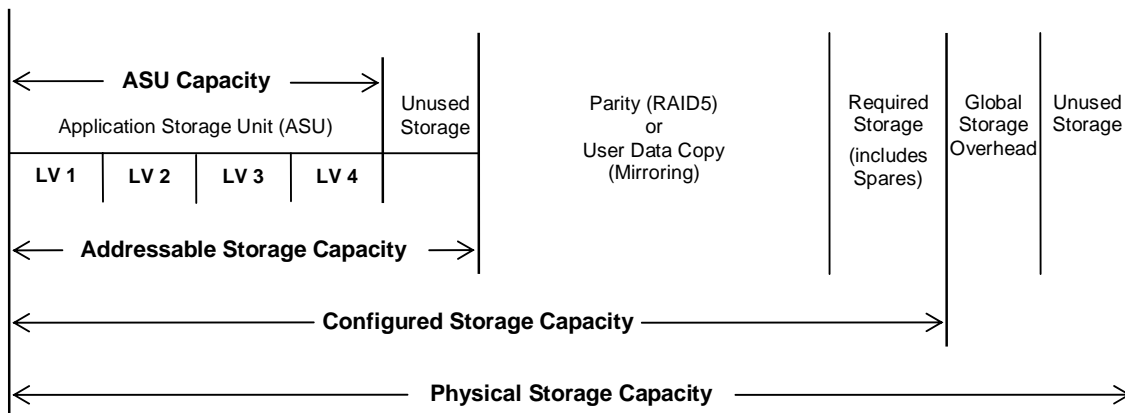 ASU Capacity
Application Storage Unit (ASU)
LV 1 LV 2 LV 3 LV 4
Unused
Storage
Parity (RAID5)
or
User Data Copy
(Mirroring)
Required
Storage
(includes
Spares)
Global
Storage
Overhead
Unused
Storage
Addressable Storage Capacity
Configured Storage Capacity
Physical Storage Capacity